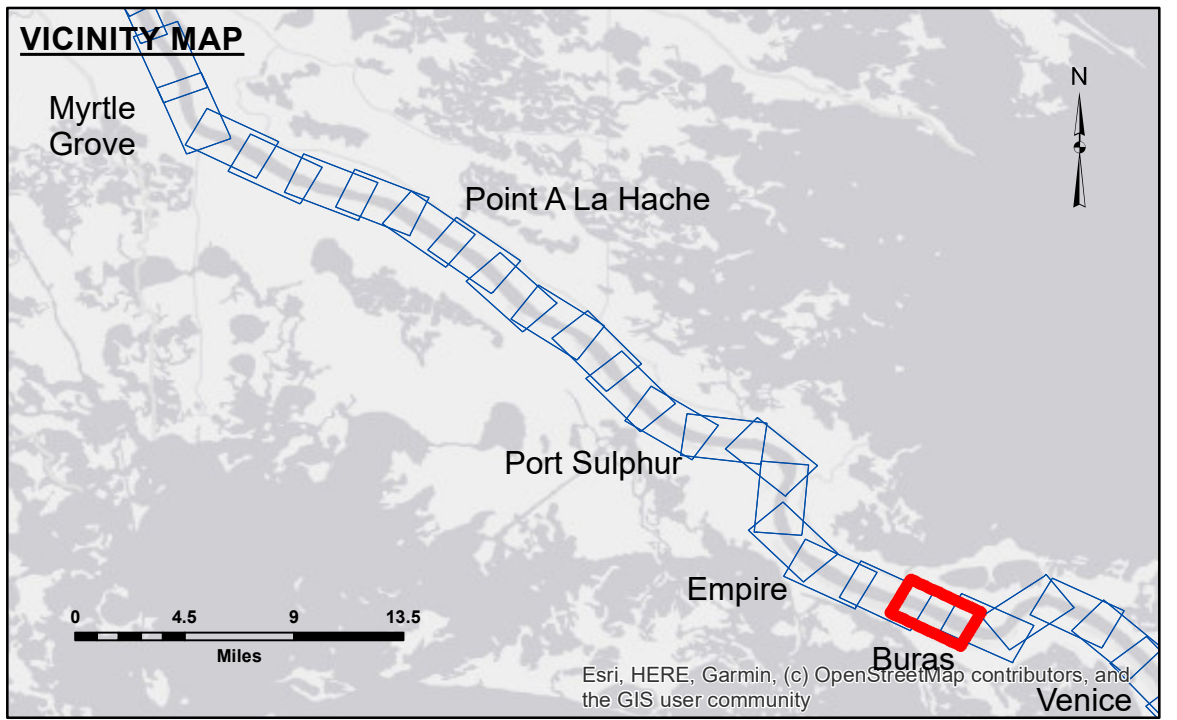 VICINITY MAP
N
Myrtle
Grove
Point A La Hache
Port Sulphur
Empire
0 4.5 9 13.5
Miles
Buras
Esri, HERE, Garmin, (c) OpenStreetMap contributors, and
the GIS user community
Venice